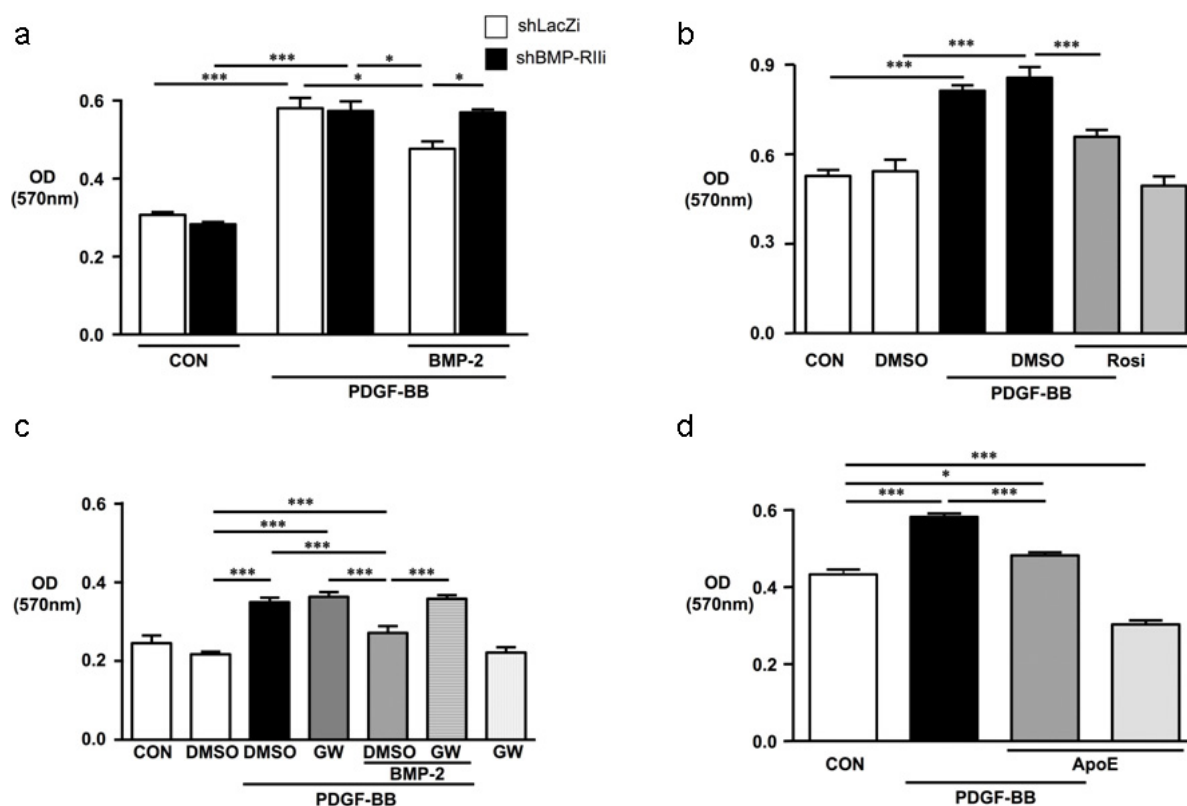 a
shLacZi
shBMP-RIIi
***
***
*
*
*
0.6
0.4
OD
(570nm)
0.2
0.0
CON
BMP-2
PDGF-BB
b
***
***
***
0.9
0.6
OD
(570nm)
0.3
0.0
CON
DMSO
DMSO
Rosi
PDGF-BB
c
***
***
***
***
***
***
0.6
0.4
OD
(570nm)
0.2
0.0
CON
DMSO
DMSO
GW
DMSO
GW
GW
BMP-2
PDGF-BB
d
***
*
***
***
0.6
0.4
OD
(570nm)
0.2
0.0
CON
ApoE
PDGF-BB